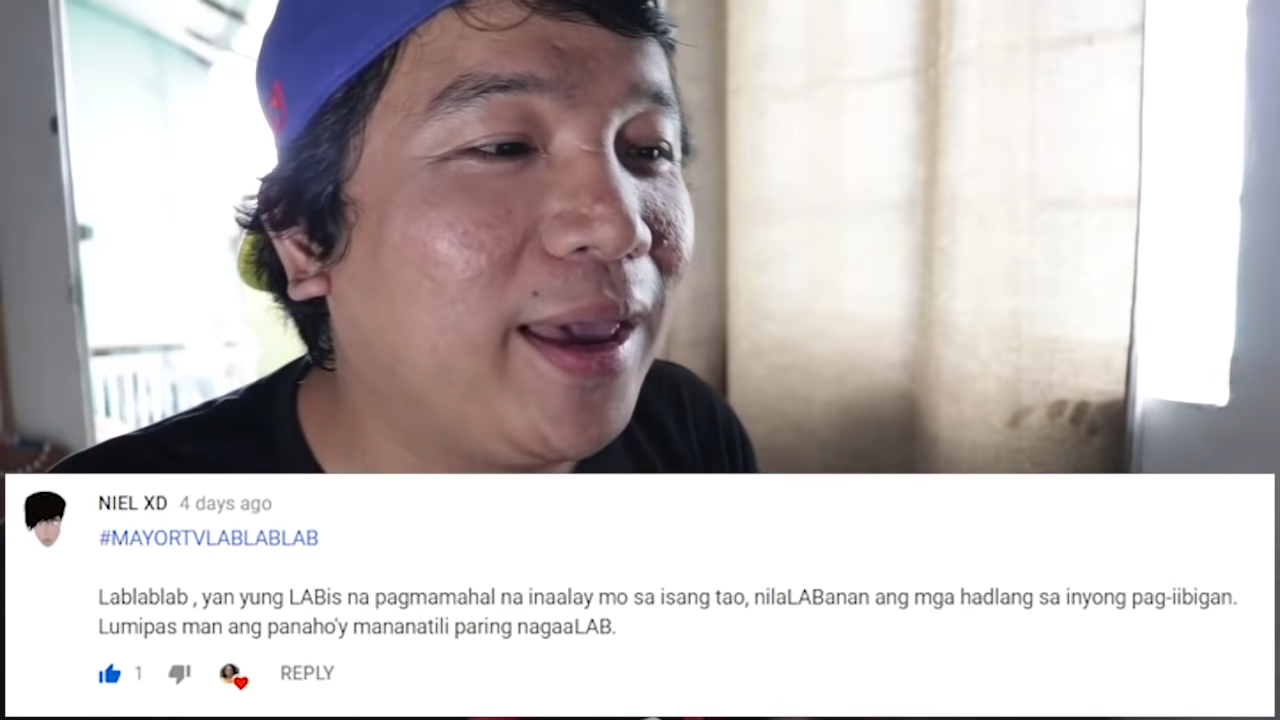 NIEL XD 4 days ago
#MAYORTVLABLABLAB
Lablablab , yan yung LABis na pagmamahal na inaalay mo sa isang tao, nilaLABanan ang mga hadlang sa inyong pag-iibigan.
Lumipas man ang panaho'y mananatili paring nagaaLAB.
1 REPLY